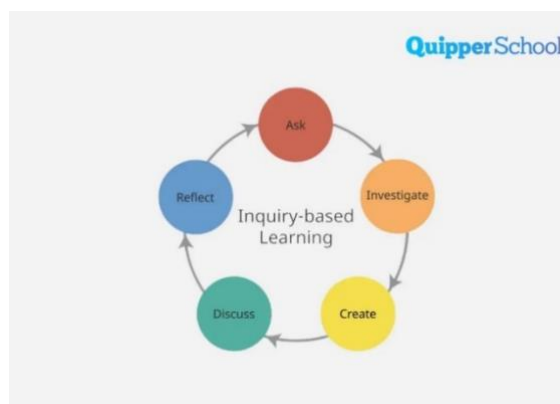 QuipperSchool
Ask
Investigate
Reflect
Inquiry-based
Learning
Discuss
Create